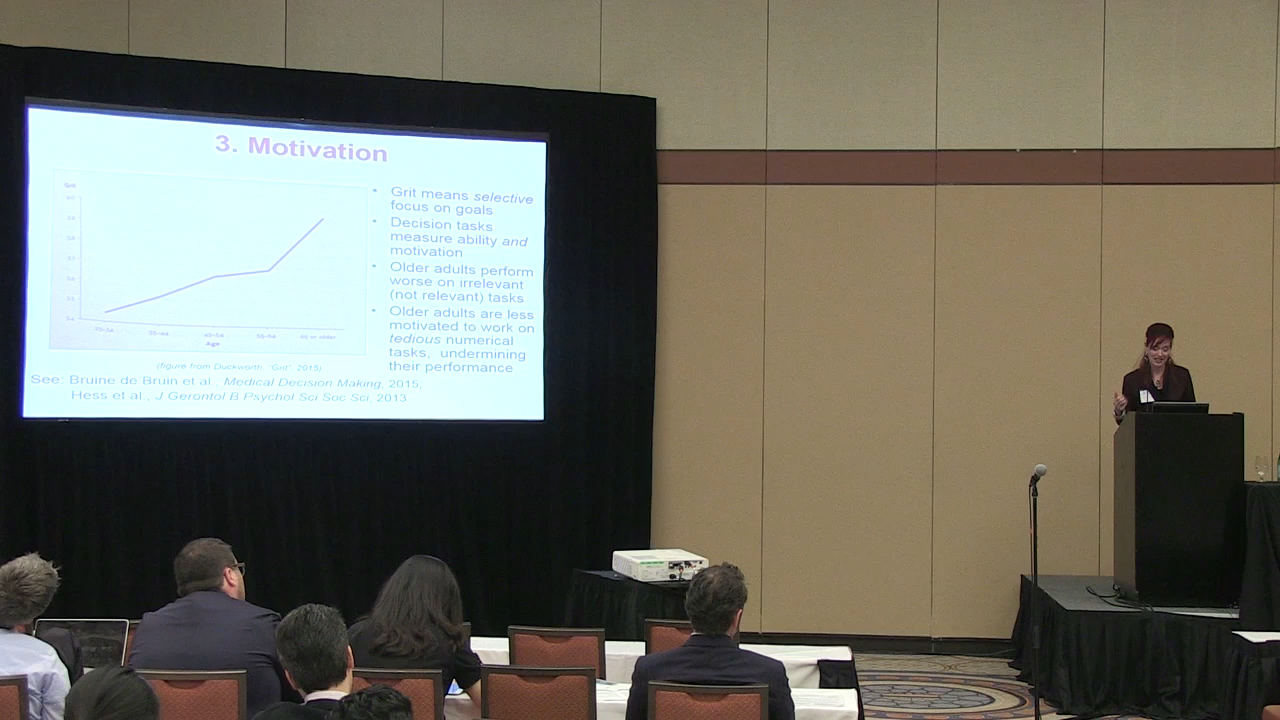 3. Motivation
Grit
• Grit means selective
focus on goals
• Decision tasks
measure ability and
motivation
• Older adults perform
worse on irrelevant
(not relevant) tasks
• Older adults are less
motivated to work on
tedious numerical
tasks, undermining
their performance
Age
(figure from Duckworth, "Grit", 2015)
See: Bruine de Bruin et al., Medical Decision Making, 2015;
Hess et al., J Gerontol B Psychol Sci Soc Sci, 2013